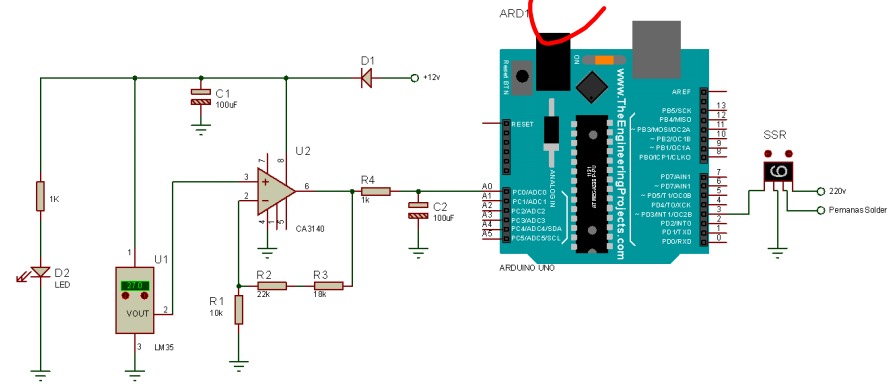 ARD1
D1
+12v
C1
100uF
1K
D2
LED
U1
27.0
VOUT
LM35
1
2
3
U2
CA3140
3
2
6
7
8
4
1
5
R1
10k
R2
22k
R3
18k
R4
1k
C2
100uF
Reset BTN
ON
www.TheEngineeringProjects.com
RESET
ANALOG IN
A0
A1
A2
A3
A4
A5
PC0/ADC0
PC1/ADC1
PC2/ADC2
PC3/ADC3
PC4/ADC4/SDA
PC5/ADC5/SCL
ARDUINO UNO
AREF
PB5/SCK 13
PB4/MISO 12
~ PB3/MOSI/OC2A 11
~ PB2/OC1B 10
~ PB1/OC1A 9
PB0/ICP1/CLKO 8
PD7/AIN1 7
~ PD6/AIN1 6
~ PD5/T1/OC0B 5
PD4/T0/XCK 4
~ PD3/INT1/OC2B 3
PD2/INT0 2
PD1/TXD 1
PD0/RXD 0
SSR
220v
Pemanas Solder